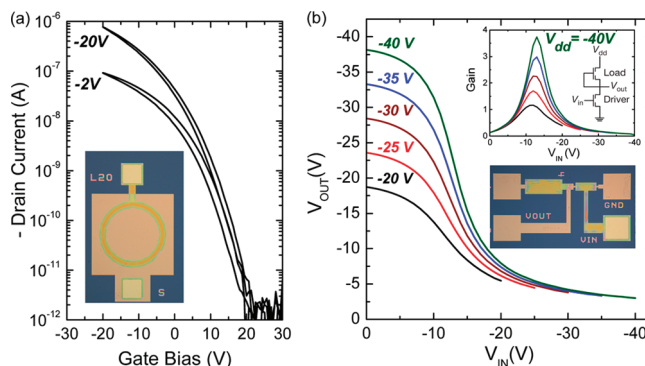 (a)
- Drain Current (A)
10⁻⁶
10⁻⁷
10⁻⁸
10⁻⁹
10⁻¹⁰
10⁻¹¹
10⁻¹²
-20V
-2V
L20
S
-30 -20 -10 0 10 20 30
Gate Bias (V)
(b)
V_OUT(V)
-40
-35
-30
-25
-20
-15
-10
-5
0
-40 V
-35 V
-30 V
-25 V
-20 V
V_dd = -40V
Gain
4
3
2
1
0
V_dd
Load
V_out
V_in
Driver
0 -10 -20 -30 -40
V_IN(V)
GND
VOUT
VIN
0 -10 -20 -30 -40
V_IN(V)